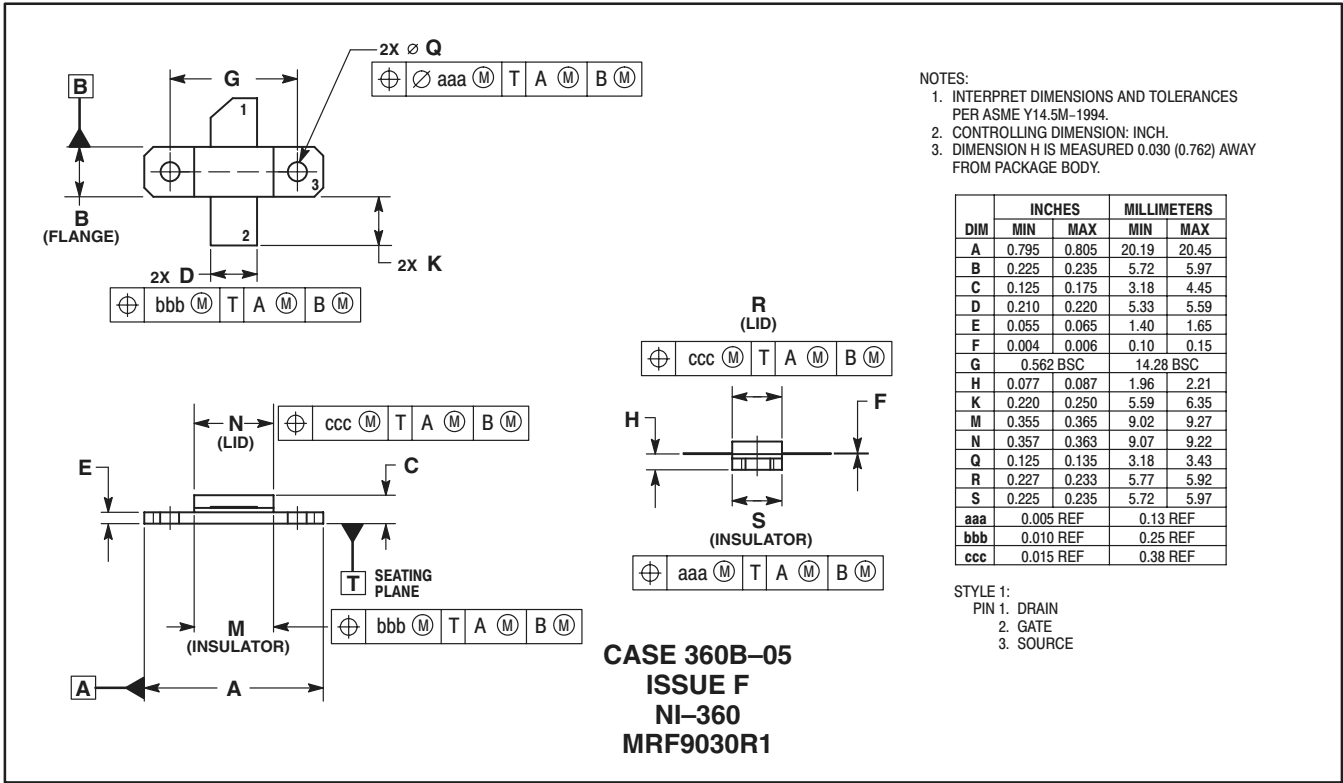 2X ⌀ Q
⌖ ⌀ aaa Ⓜ T A Ⓜ B Ⓜ
G
B
1
3
B
(FLANGE)
2
2X K
2X D
⌖ bbb Ⓜ T A Ⓜ B Ⓜ
N
(LID)
⌖ ccc Ⓜ T A Ⓜ B Ⓜ
E
C
T SEATING
PLANE
M
(INSULATOR)
⌖ bbb Ⓜ T A Ⓜ B Ⓜ
A
A
R
(LID)
⌖ ccc Ⓜ T A Ⓜ B Ⓜ
H
F
S
(INSULATOR)
⌖ aaa Ⓜ T A Ⓜ B Ⓜ
CASE 360B–05
ISSUE F
NI–360
MRF9030R1
NOTES:
1. INTERPRET DIMENSIONS AND TOLERANCES
PER ASME Y14.5M–1994.
2. CONTROLLING DIMENSION: INCH.
3. DIMENSION H IS MEASURED 0.030 (0.762) AWAY
FROM PACKAGE BODY.
INCHES MILLIMETERS
DIM MIN MAX MIN MAX
A 0.795 0.805 20.19 20.45
B 0.225 0.235 5.72 5.97
C 0.125 0.175 3.18 4.45
D 0.210 0.220 5.33 5.59
E 0.055 0.065 1.40 1.65
F 0.004 0.006 0.10 0.15
G 0.562 BSC 14.28 BSC
H 0.077 0.087 1.96 2.21
K 0.220 0.250 5.59 6.35
M 0.355 0.365 9.02 9.27
N 0.357 0.363 9.07 9.22
Q 0.125 0.135 3.18 3.43
R 0.227 0.233 5.77 5.92
S 0.225 0.235 5.72 5.97
aaa 0.005 REF 0.13 REF
bbb 0.010 REF 0.25 REF
ccc 0.015 REF 0.38 REF
STYLE 1:
PIN 1. DRAIN
2. GATE
3. SOURCE